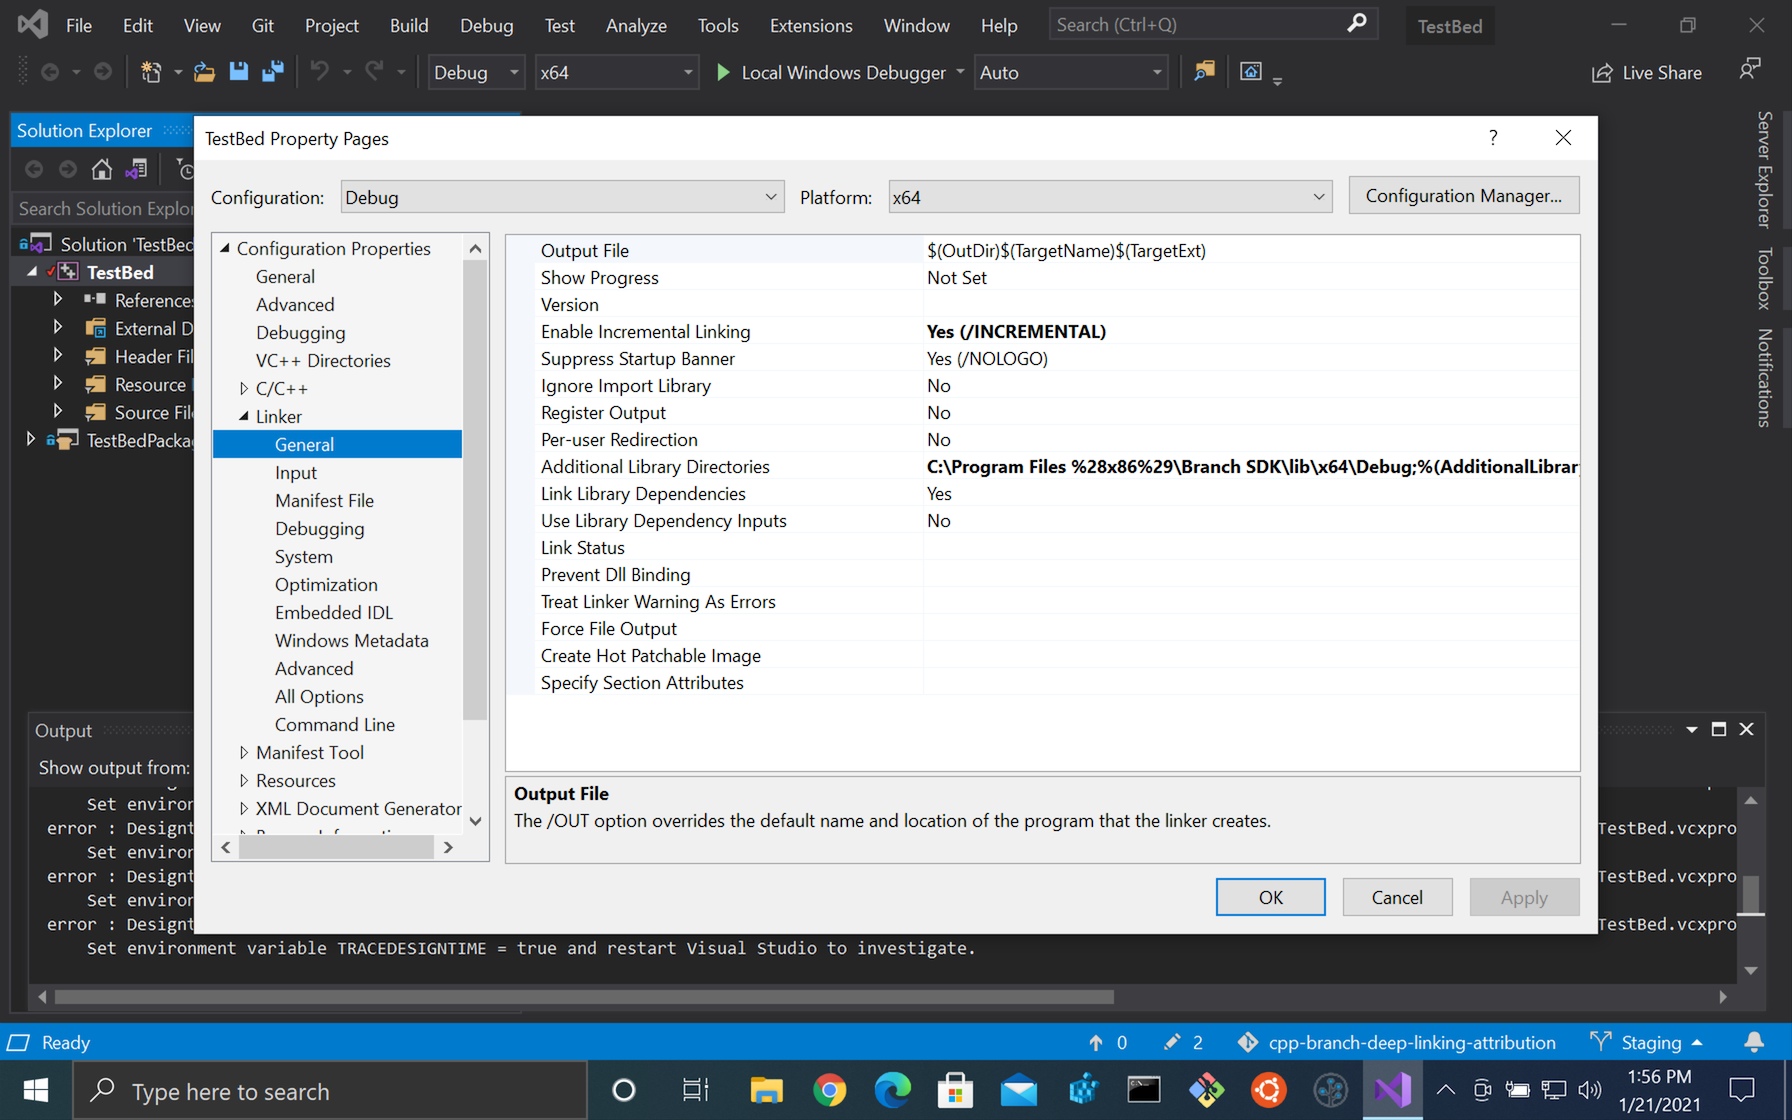 File Edit View Git Project Build Debug Test Analyze Tools Extensions Window Help Search (Ctrl+Q) TestBed
Debug x64 Local Windows Debugger Auto Live Share
Solution Explorer
Search Solution Explor
Solution 'TestBed
TestBed
References
External D
Header Fil
Resource
Source Fil
TestBedPacka
Server Explorer
Toolbox
Notifications
TestBed Property Pages ?
Configuration: Debug Platform: x64 Configuration Manager...
Configuration Properties
General
Advanced
Debugging
VC++ Directories
C/C++
Linker
General
Input
Manifest File
Debugging
System
Optimization
Embedded IDL
Windows Metadata
Advanced
All Options
Command Line
Manifest Tool
Resources
XML Document Generator
Output File $(OutDir)$(TargetName)$(TargetExt)
Show Progress Not Set
Version
Enable Incremental Linking Yes (/INCREMENTAL)
Suppress Startup Banner Yes (/NOLOGO)
Ignore Import Library No
Register Output No
Per-user Redirection No
Additional Library Directories C:\Program Files %28x86%29\Branch SDK\lib\x64\Debug;%(AdditionalLibrar
Link Library Dependencies Yes
Use Library Dependency Inputs No
Link Status
Prevent Dll Binding
Treat Linker Warning As Errors
Force File Output
Create Hot Patchable Image
Specify Section Attributes
Output File
The /OUT option overrides the default name and location of the program that the linker creates.
OK Cancel Apply
Output
Show output from:
Set environ
error : Designt TestBed.vcxpro
Set environ
error : Designt TestBed.vcxpro
Set environ
error : Designt TestBed.vcxpro
Set environment variable TRACEDESIGNTIME = true and restart Visual Studio to investigate.
Ready 0 2 cpp-branch-deep-linking-attribution Staging
Type here to search
1:56 PM
1/21/2021